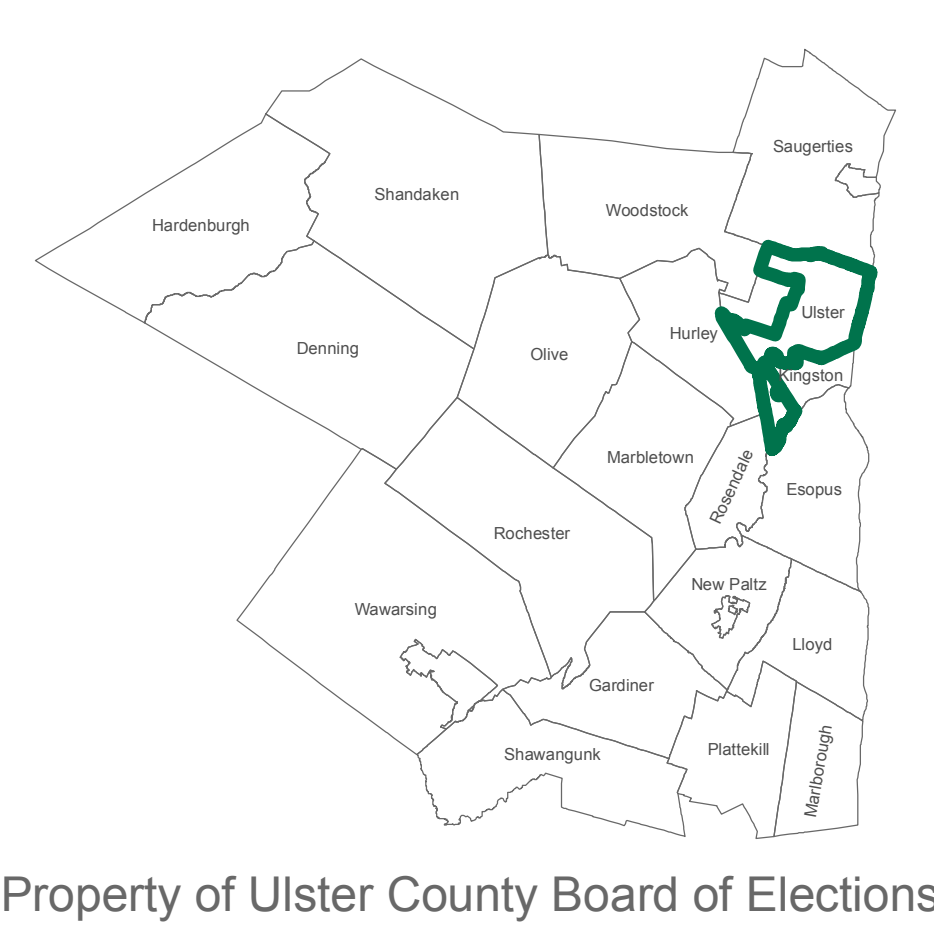 Saugerties
Shandaken
Woodstock
Hardenburgh
Ulster
Hurley
Denning
Olive
Kingston
Marbletown
Rosendale
Esopus
Rochester
New Paltz
Wawarsing
Lloyd
Gardiner
Plattekill
Shawangunk
Marlborough
Property of Ulster County Board of Elections